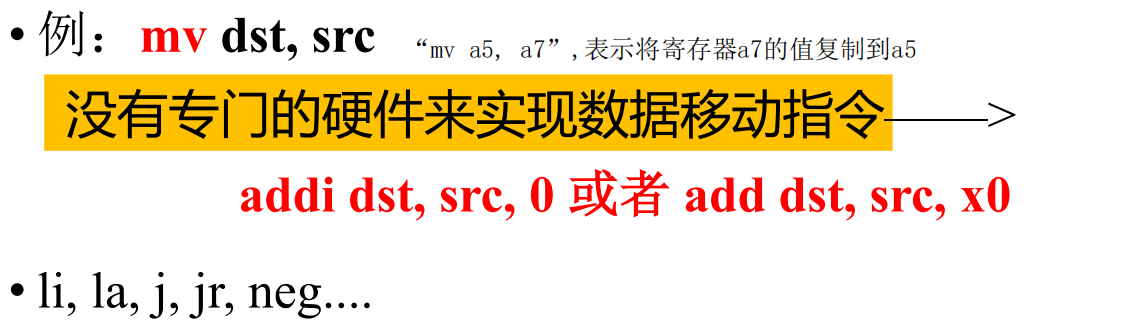 • 例：mv dst, src “mv a5, a7”,表示将寄存器a7的值复制到a5
没有专门的硬件来实现数据移动指令——>
addi dst, src, 0 或者 add dst, src, x0
• li, la, j, jr, neg....